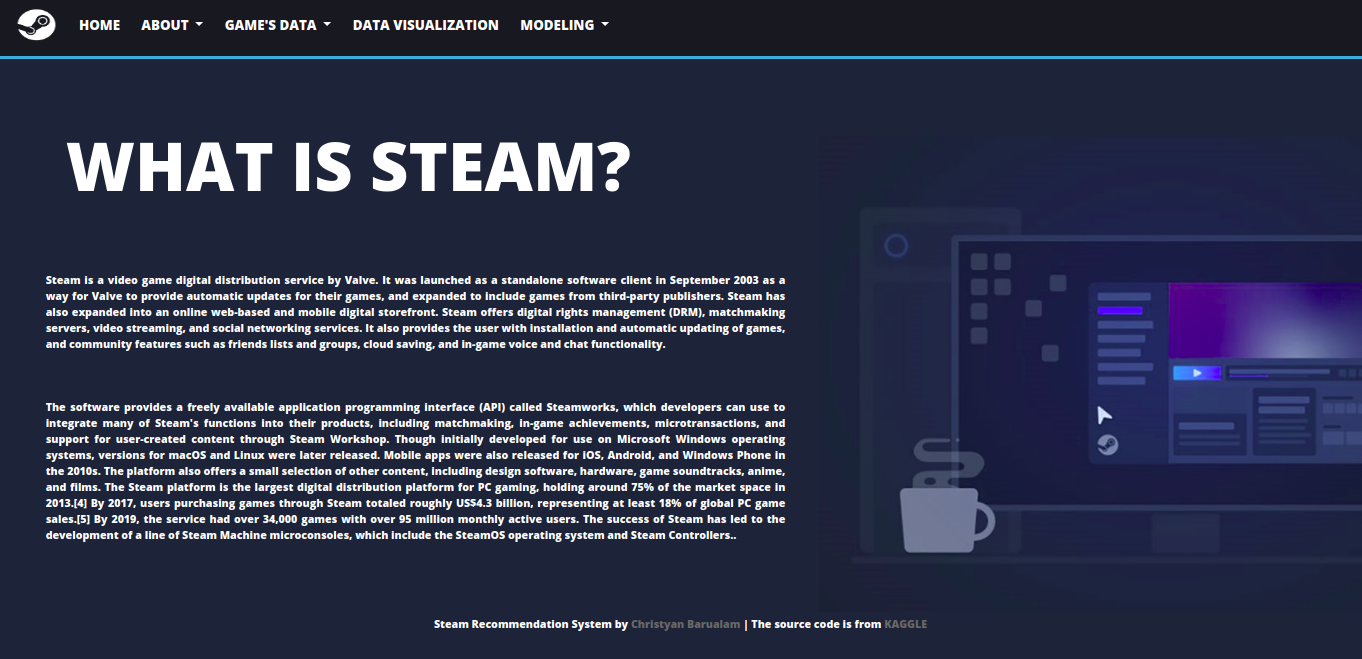 HOME ABOUT GAME'S DATA DATA VISUALIZATION MODELING
WHAT IS STEAM?
Steam is a video game digital distribution service by Valve. It was launched as a standalone software client in September 2003 as a
way for Valve to provide automatic updates for their games, and expanded to include games from third-party publishers. Steam has
also expanded into an online web-based and mobile digital storefront. Steam offers digital rights management (DRM), matchmaking
servers, video streaming, and social networking services. It also provides the user with installation and automatic updating of games,
and community features such as friends lists and groups, cloud saving, and in-game voice and chat functionality.
The software provides a freely available application programming interface (API) called Steamworks, which developers can use to
integrate many of Steam's functions into their products, including matchmaking, in-game achievements, microtransactions, and
support for user-created content through Steam Workshop. Though initially developed for use on Microsoft Windows operating
systems, versions for macOS and Linux were later released. Mobile apps were also released for iOS, Android, and Windows Phone in
the 2010s. The platform also offers a small selection of other content, including design software, hardware, game soundtracks, anime,
and films. The Steam platform is the largest digital distribution platform for PC gaming, holding around 75% of the market space in
2013.[4] By 2017, users purchasing games through Steam totaled roughly US$4.3 billion, representing at least 18% of global PC game
sales.[5] By 2019, the service had over 34,000 games with over 95 million monthly active users. The success of Steam has led to the
development of a line of Steam Machine microconsoles, which include the SteamOS operating system and Steam Controllers..
Steam Recommendation System by Christyan Barualam | The source code is from KAGGLE